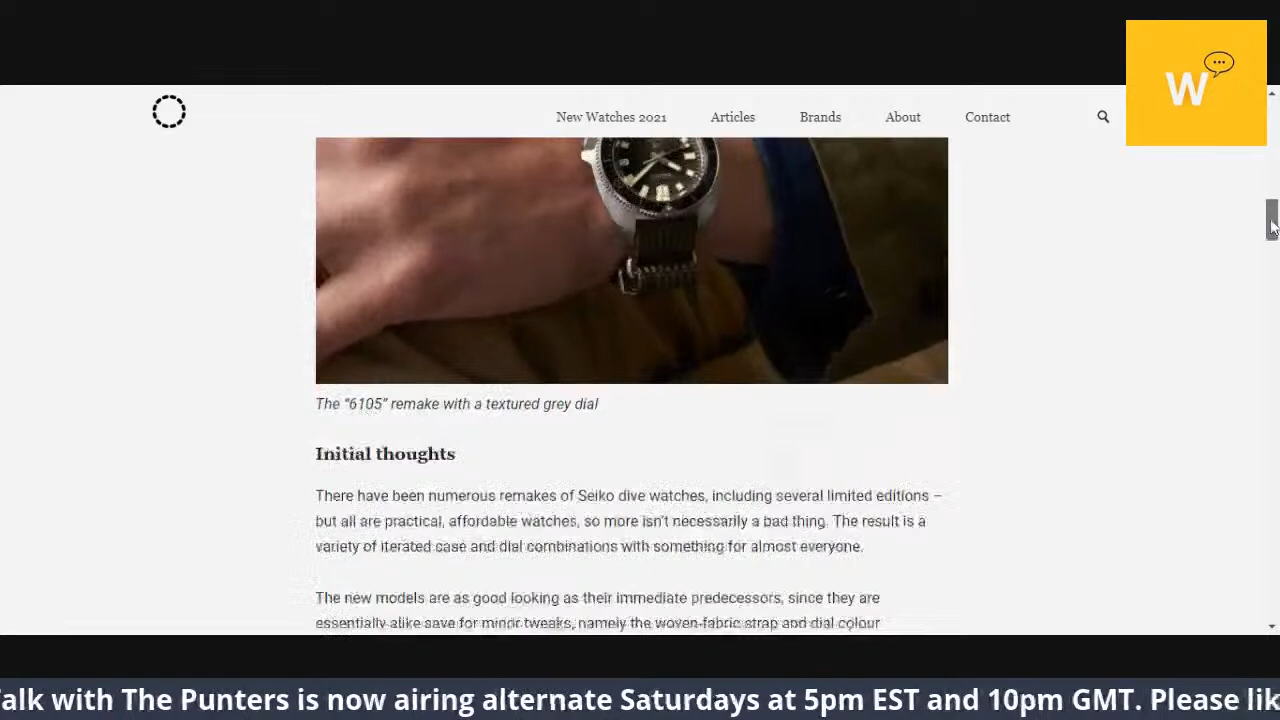 W
New Watches 2021 Articles Brands About Contact
The “6105” remake with a textured grey dial
Initial thoughts
There have been numerous remakes of Seiko dive watches, including several limited editions –
but all are practical, affordable watches, so more isn't necessarily a bad thing. The result is a
variety of iterated case and dial combinations with something for almost everyone.
The new models are as good looking as their immediate predecessors, since they are
essentially alike save for minor tweaks, namely the woven-fabric strap and dial colour
Talk with The Punters is now airing alternate Saturdays at 5pm EST and 10pm GMT. Please lik